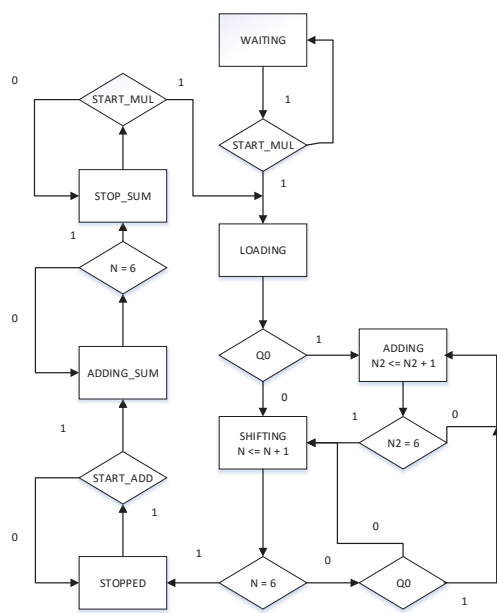 WAITING
0
1
1
START_MUL
START_MUL
1
STOP_SUM
1
LOADING
N = 6
0
1
Q0
ADDING
N2 <= N2 + 1
ADDING_SUM
0
1
0
1
SHIFTING
N <= N + 1
N2 = 6
START_ADD
1
0
0
1
0
STOPPED
N = 6
Q0
1